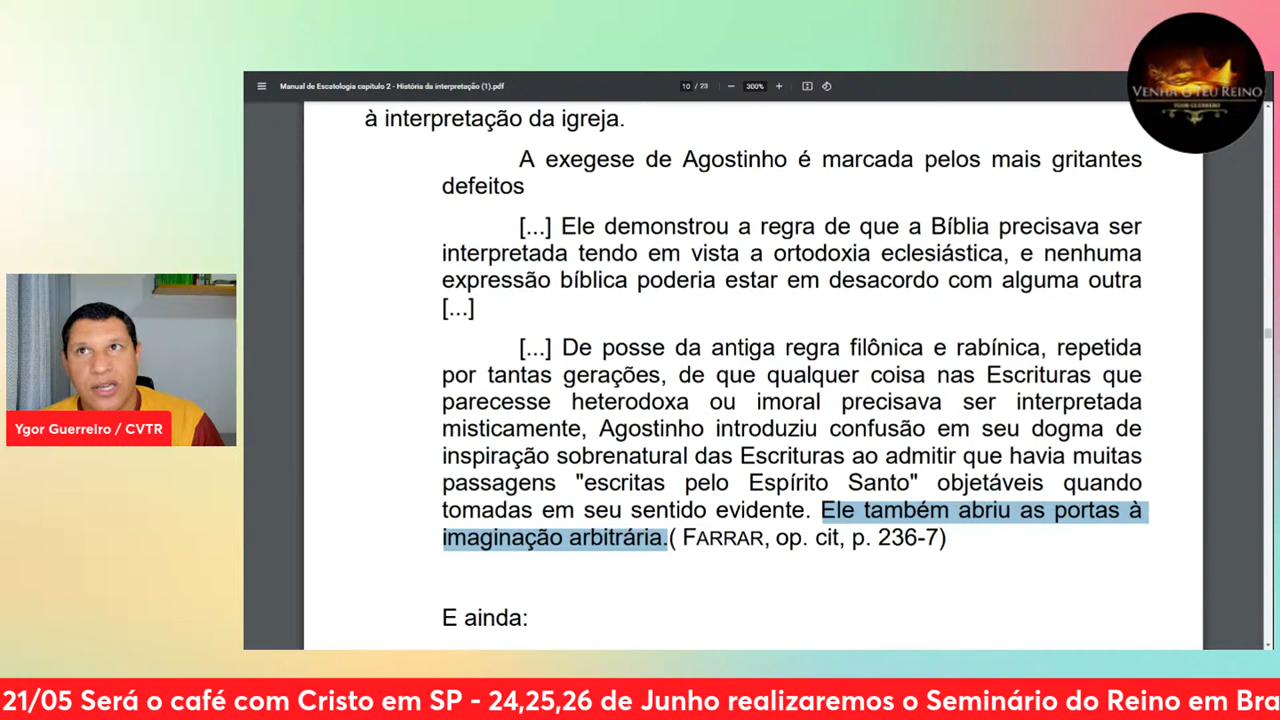 Manual de Escatologia capítulo 2 - História da interpretação (1).pdf
10 / 23
300%
VENHA O TEU REINO
YGOR GUERREIRO
à interpretação da igreja.
A exegese de Agostinho é marcada pelos mais gritantes
defeitos
[...] Ele demonstrou a regra de que a Bíblia precisava ser
interpretada tendo em vista a ortodoxia eclesiástica, e nenhuma
expressão bíblica poderia estar em desacordo com alguma outra
[...]
[...] De posse da antiga regra filônica e rabínica, repetida
por tantas gerações, de que qualquer coisa nas Escrituras que
parecesse heterodoxa ou imoral precisava ser interpretada
misticamente, Agostinho introduziu confusão em seu dogma de
inspiração sobrenatural das Escrituras ao admitir que havia muitas
passagens "escritas pelo Espírito Santo" objetáveis quando
tomadas em seu sentido evidente. Ele também abriu as portas à
imaginação arbitrária.( FARRAR, op. cit, p. 236-7)
E ainda:
Ygor Guerreiro / CVTR
21/05 Será o café com Cristo em SP - 24,25,26 de Junho realizaremos o Seminário do Reino em Bra